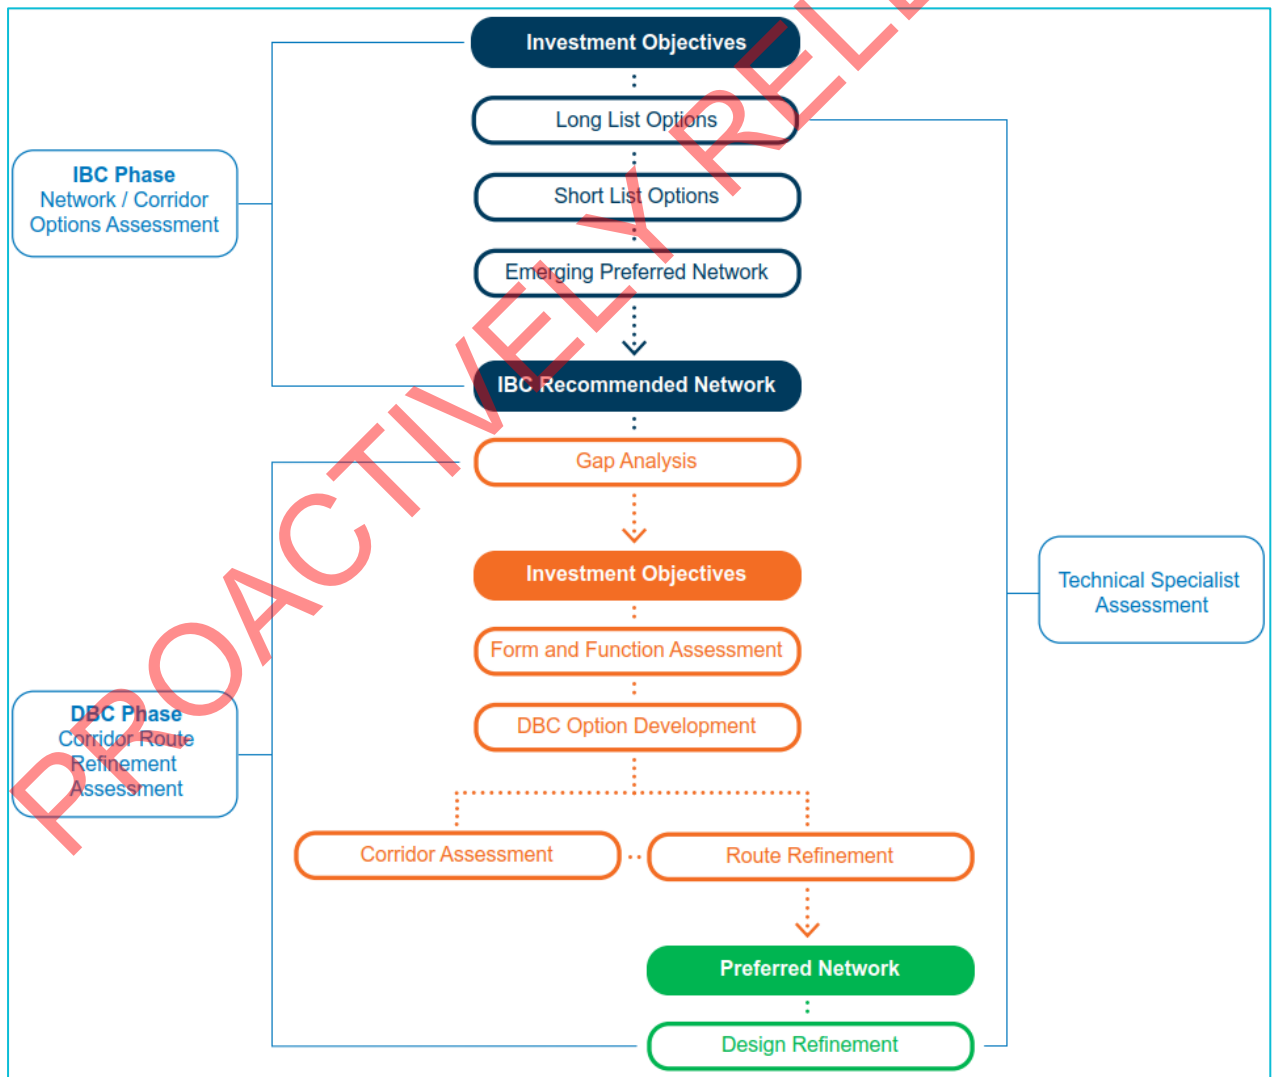 Investment Objectives
Long List Options
IBC Phase
Network / Corridor
Options Assessment
Short List Options
Emerging Preferred Network
IBC Recommended Network
Gap Analysis
Investment Objectives
Technical Specialist
Assessment
Form and Function Assessment
DBC Phase
Corridor Route
Refinement
Assessment
DBC Option Development
Corridor Assessment
Route Refinement
Preferred Network
Design Refinement
PROACTIVELY